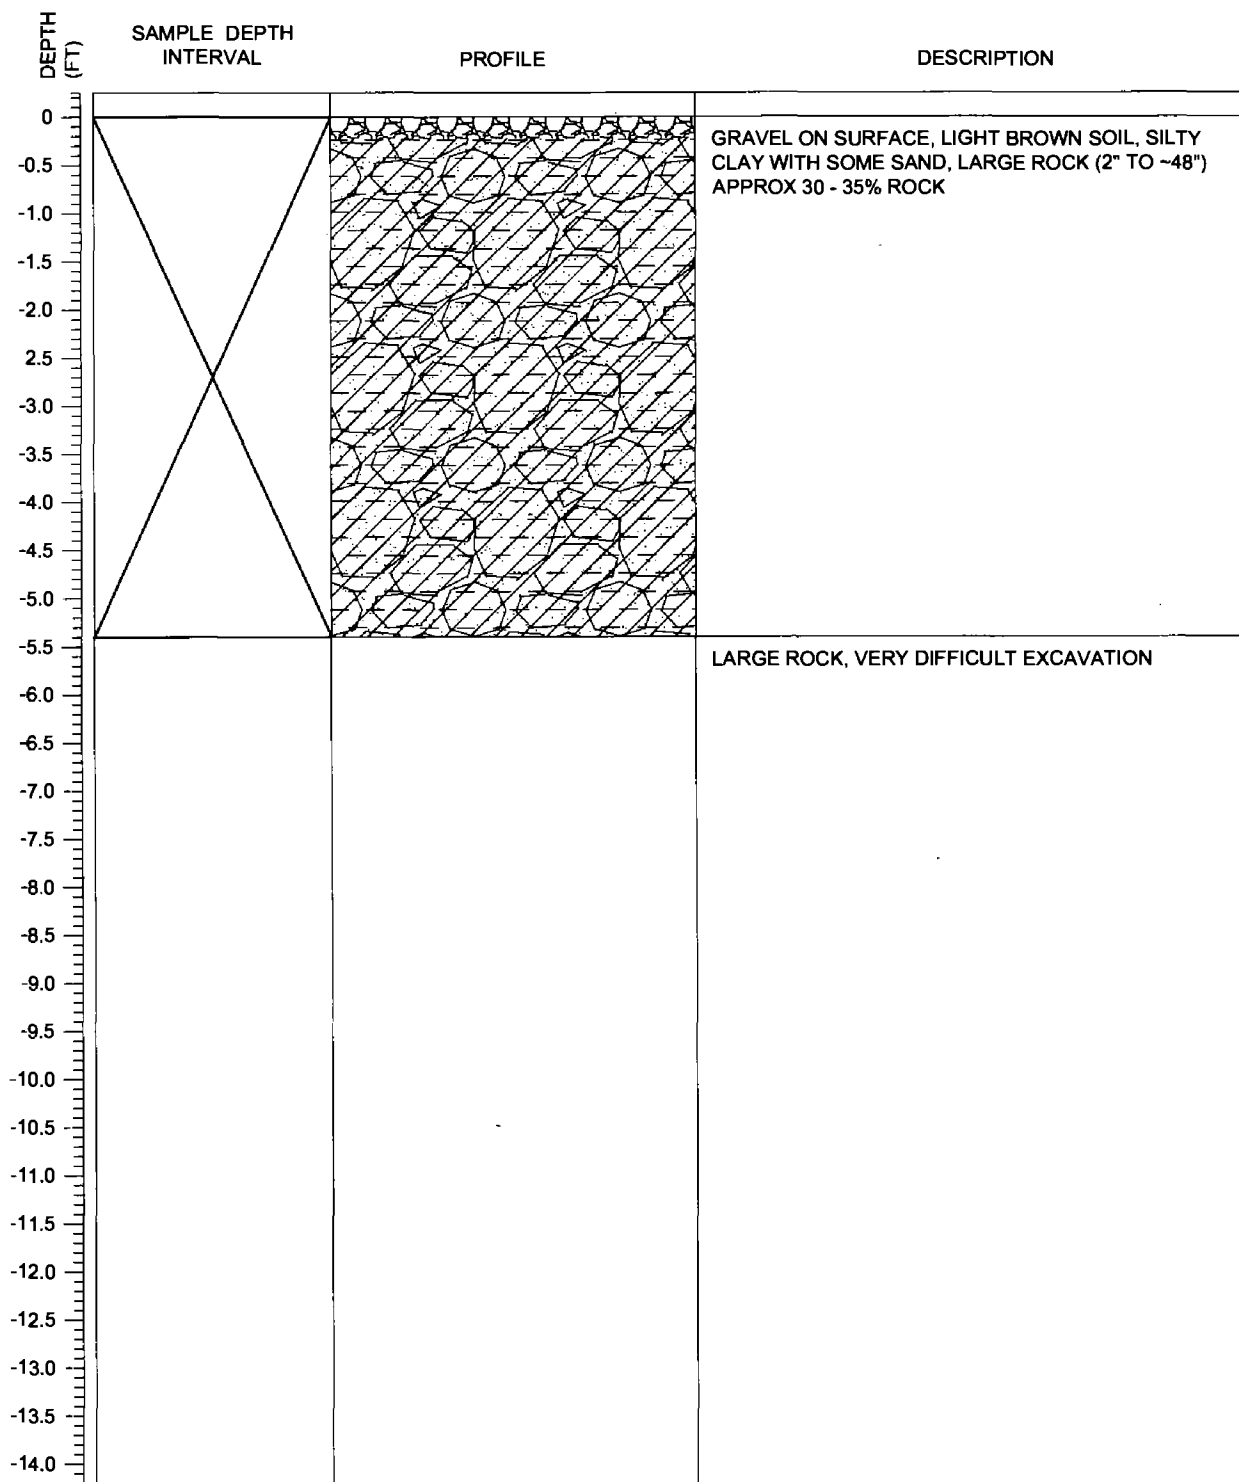 DEPTH
(FT)
SAMPLE DEPTH
INTERVAL
PROFILE
DESCRIPTION
0
-0.5
-1.0
-1.5
-2.0
-2.5
-3.0
-3.5
-4.0
-4.5
-5.0
-5.5
-6.0
-6.5
-7.0
-7.5
-8.0
-8.5
-9.0
-9.5
-10.0
-10.5
-11.0
-11.5
-12.0
-12.5
-13.0
-13.5
-14.0
GRAVEL ON SURFACE, LIGHT BROWN SOIL, SILTY
CLAY WITH SOME SAND, LARGE ROCK (2" TO ~48")
APPROX 30 - 35% ROCK
LARGE ROCK, VERY DIFFICULT EXCAVATION